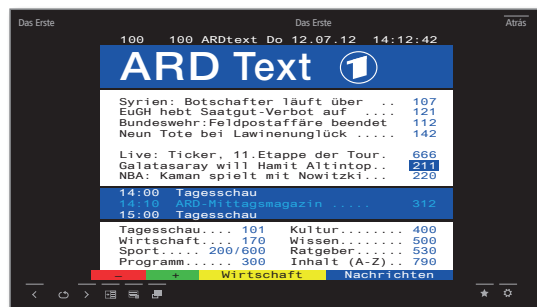 Das Erste Das Erste Atrás
100 100 ARDtext Do 12.07.12 14:12:42
ARD Text 1
Syrien: Botschafter läuft über .. 107
EuGH hebt Saatgut-Verbot auf .... 121
Bundeswehr:Feldpostaffäre beendet 112
Neun Tote bei Lawinenunglück ..... 142
Live: Ticker, 11.Etappe der Tour. 666
Galatasaray will Hamit Altintop.. 211
NBA: Kaman spielt mit Nowitzki... 220
14:00 Tagesschau
14:10 ARD-Mittagsmagazin ..... 312
15:00 Tagesschau
Tagesschau.... 101 Kultur........ 400
Wirtschaft.... 170 Wissen........ 500
Sport..... 200/600 Ratgeber...... 530
Programm...... 300 Inhalt (A-Z).. 790
- + Wirtschaft Nachrichten